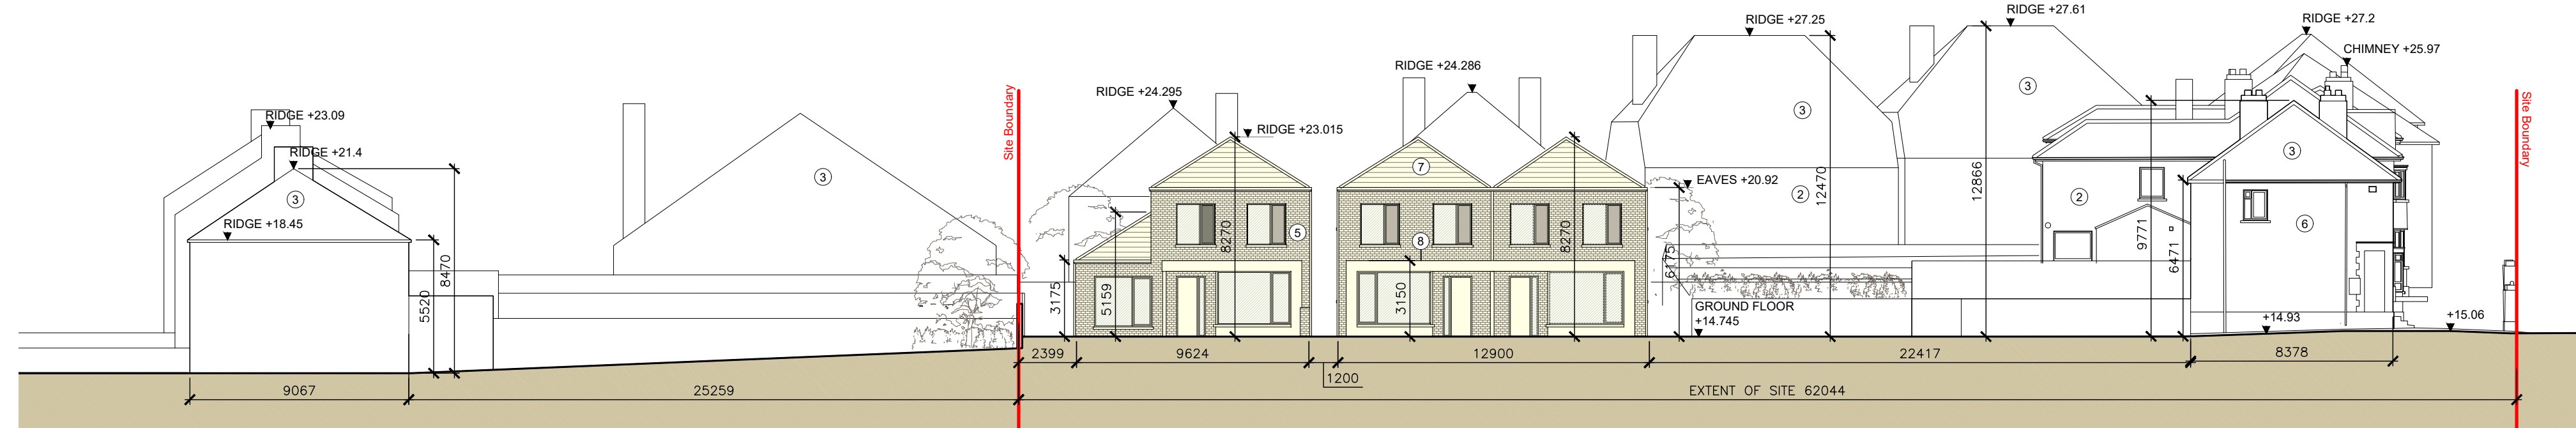 RIDGE +23.09
RIDGE +21.4
3
RIDGE +18.45
5520
8470
9067
25259
3
Site Boundary
RIDGE +24.295
RIDGE +23.015
RIDGE +24.286
3175
5159
8270
5
7
8
3150
8270
2399
9624
1200
12900
EAVES +20.92
6175
GROUND FLOOR
+14.745
RIDGE +27.25
3
2
12470
RIDGE +27.61
3
12866
22417
EXTENT OF SITE 62044
RIDGE +27.2
CHIMNEY +25.97
2
9771
6471
3
6
+14.93
+15.06
8378
Site Boundary